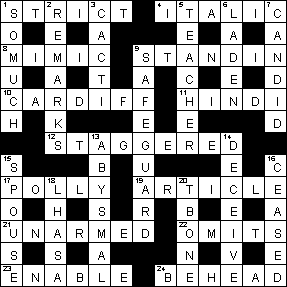 1 S T 2 R I 3 C T 4 I 5 T A 6 L I 7 C
O E A E A A
8 M I M I C 9 S T A N D I N
U A T A C E D
10 C A R D I F F 11 H I N D I
H K E E D
12 S T 13 A G G E R E 14 D
15 S B U E 16 C
17 P O 18 L L Y 19 A R 20 T I C L E
O H S R B E A
21 U N A R M E D 22 O M I T S
S S A N V E
23 E N A B L E 24 B E H E A D